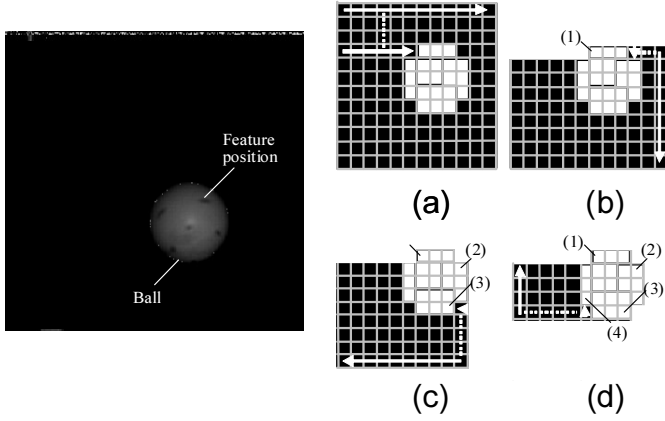 Feature
position
Ball
(a)
(1)
(b)
(2)
(3)
(c)
(1)
(2)
(3)
(4)
(d)